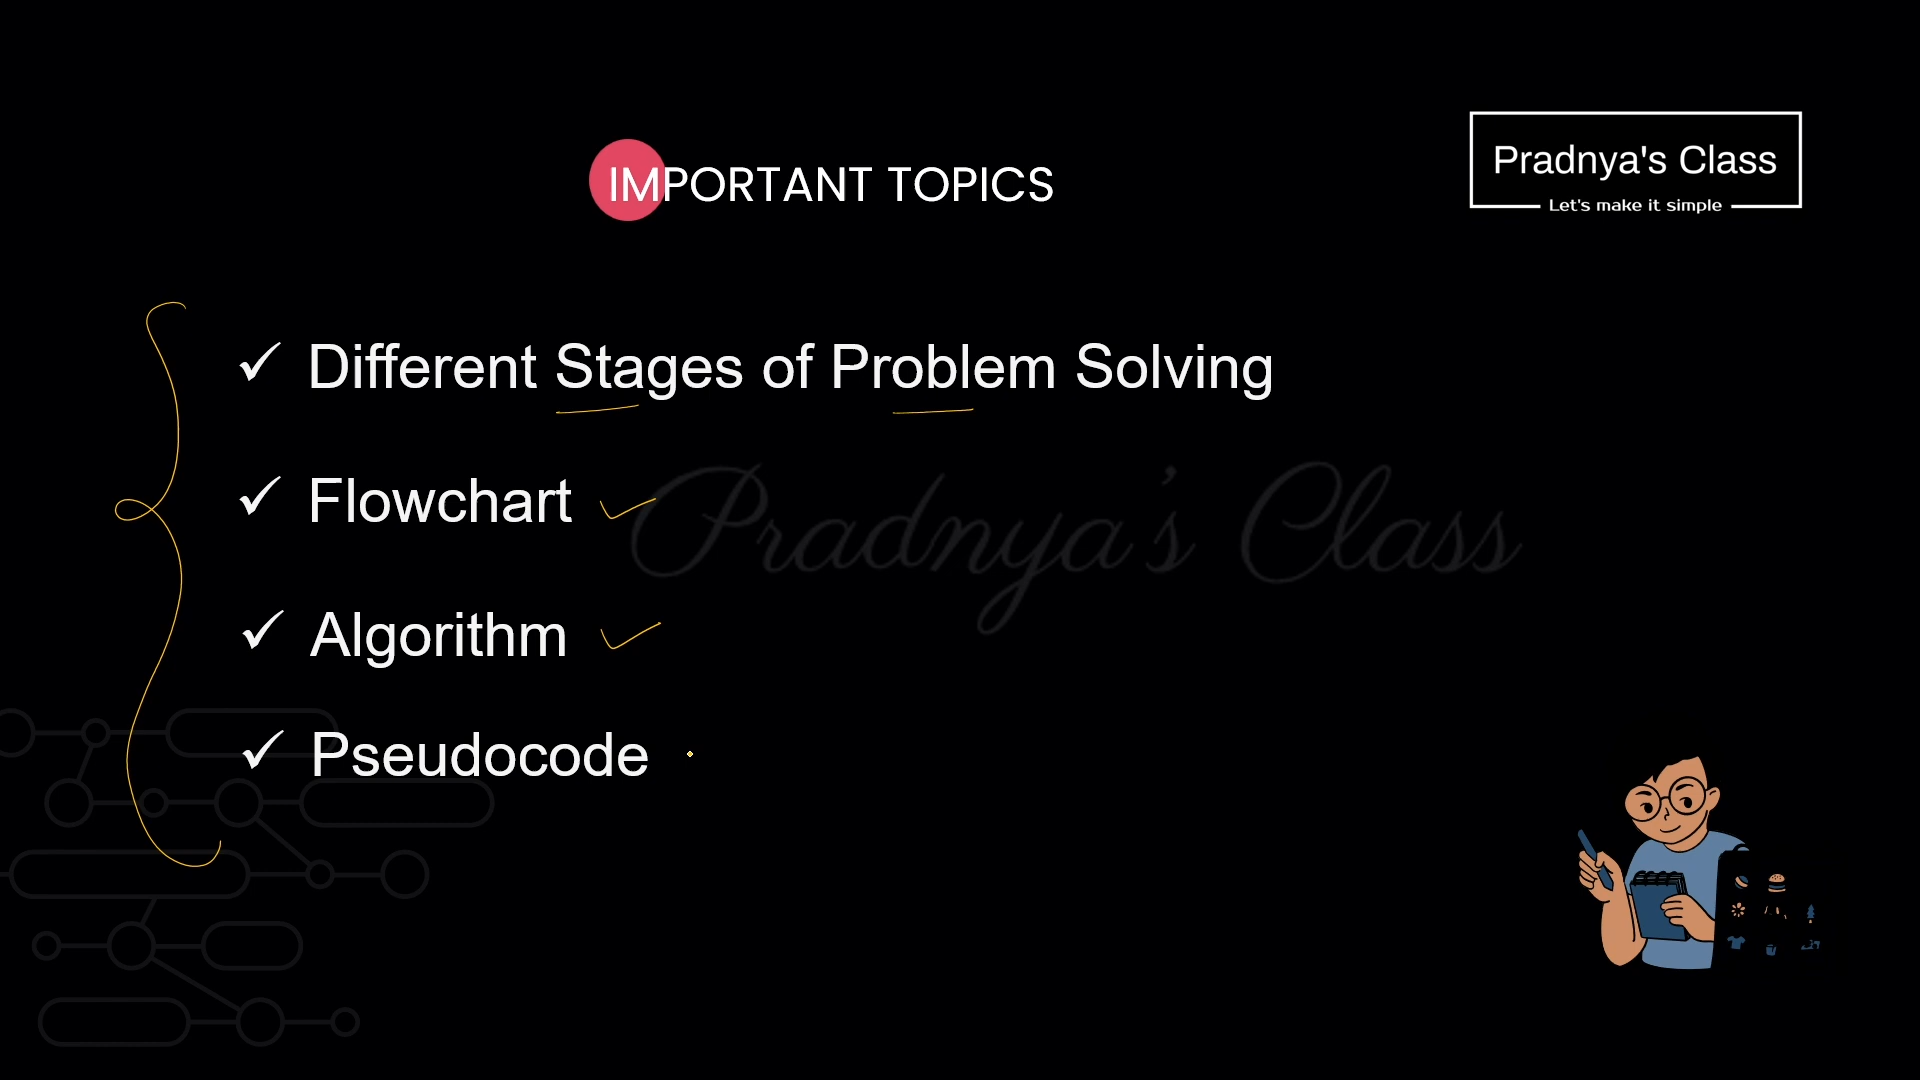 IMPORTANT TOPICS
Pradnya's Class
Let's make it simple
✓ Different Stages of Problem Solving
✓ Flowchart
✓ Algorithm
✓ Pseudocode
Pradnya's Class